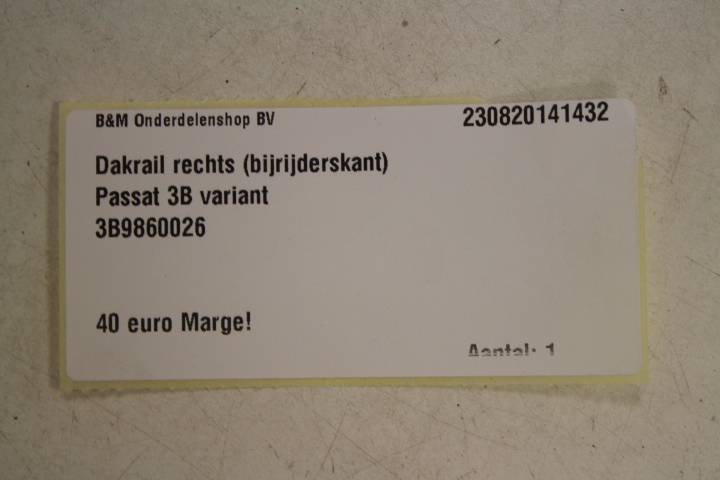 B&M Onderdelenshop BV 230820141432
Dakrail rechts (bijrijderskant)
Passat 3B variant
3B9860026
40 euro Marge!
Aantal: 1